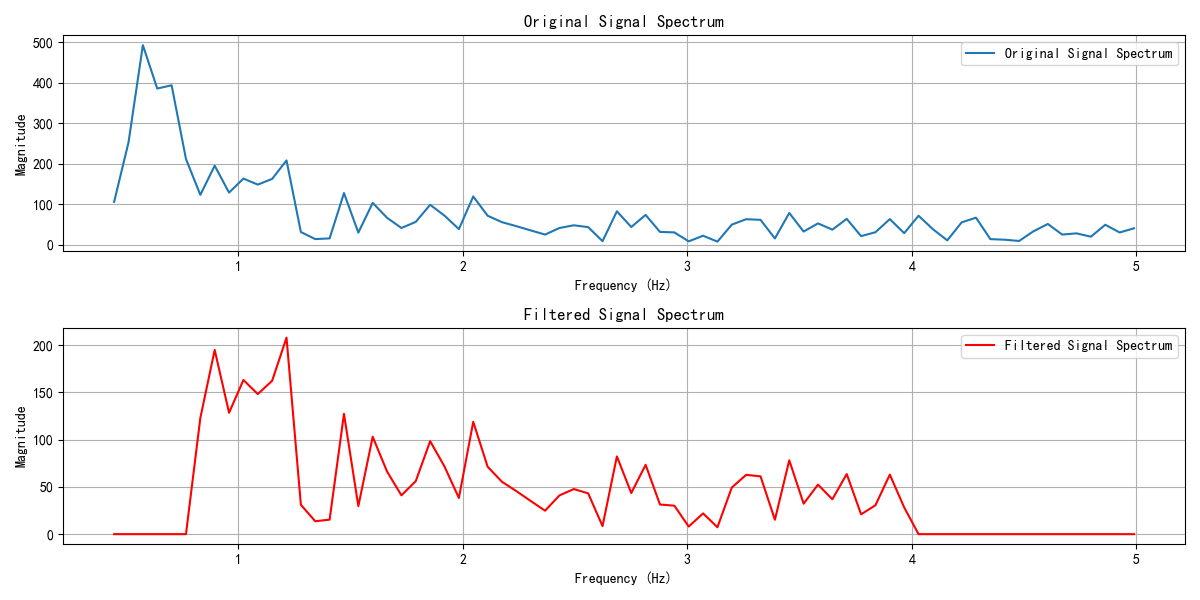 Original Signal Spectrum
Original Signal Spectrum
Magnitude
500
400
300
200
100
0
1 2 3 4 5
Frequency (Hz)
Filtered Signal Spectrum
Filtered Signal Spectrum
Magnitude
200
150
100
50
0
1 2 3 4 5
Frequency (Hz)